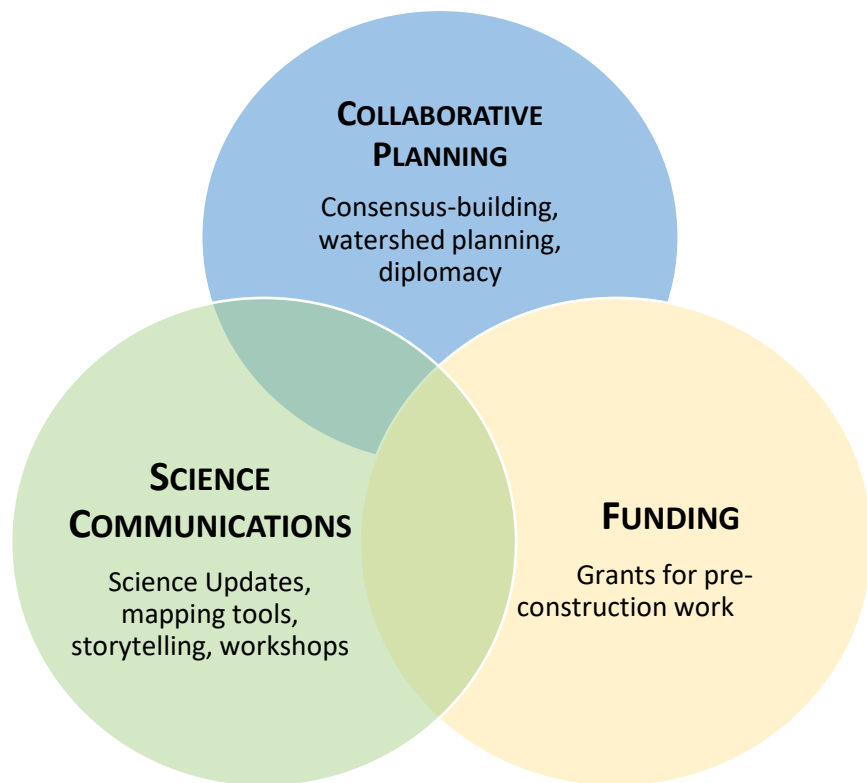 COLLABORATIVE
PLANNING
Consensus-building,
watershed planning,
diplomacy
SCIENCE
COMMUNICATIONS
Science Updates,
mapping tools,
storytelling, workshops
FUNDING
Grants for pre-
construction work